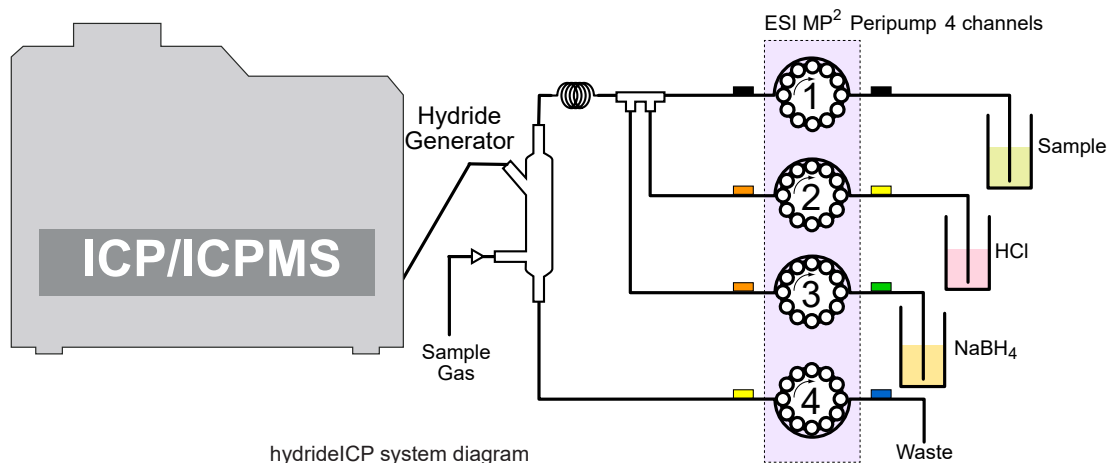 ESI MP² Peripump 4 channels
1
Sample
Hydride
Generator
2
HCl
ICP/ICPMS
3
NaBH₄
Sample
Gas
4
Waste
hydrideICP system diagram